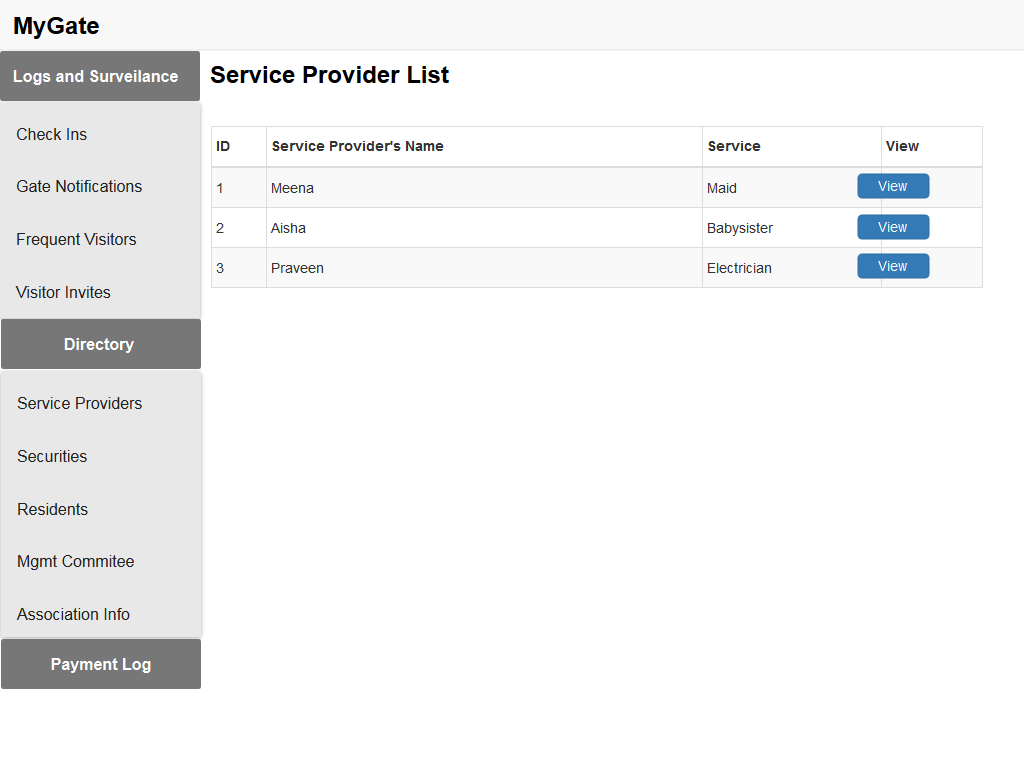 MyGate
Logs and Surveilance
Check Ins
Gate Notifications
Frequent Visitors
Visitor Invites
Directory
Service Providers
Securities
Residents
Mgmt Commitee
Association Info
Payment Log
Service Provider List
ID Service Provider's Name Service View
1 Meena Maid View
2 Aisha Babysister View
3 Praveen Electrician View